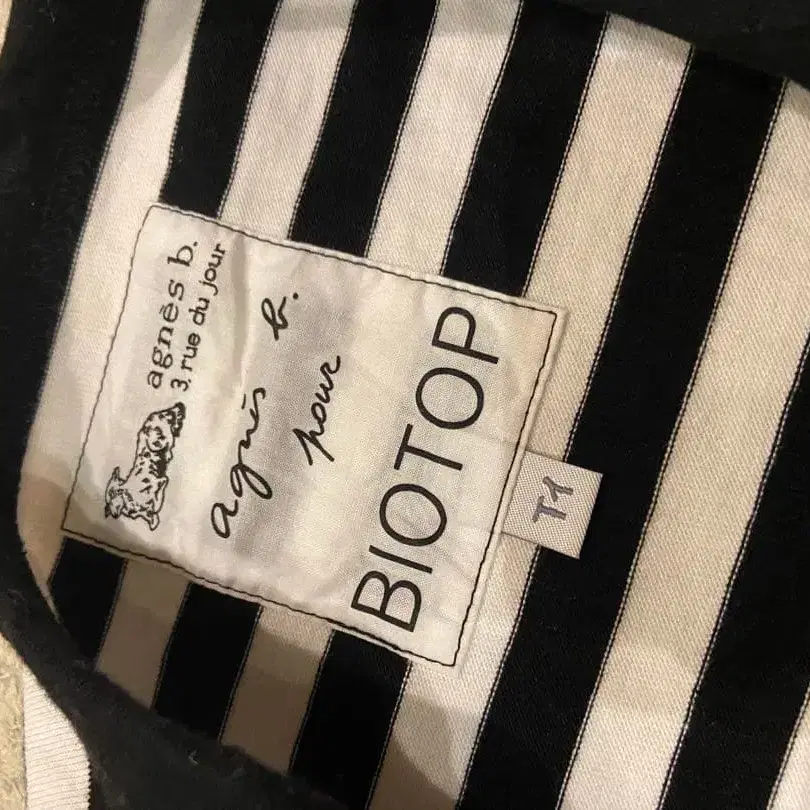 agnès b.
3, rue du jour
agnès b.
pour
BIOTOP
T1